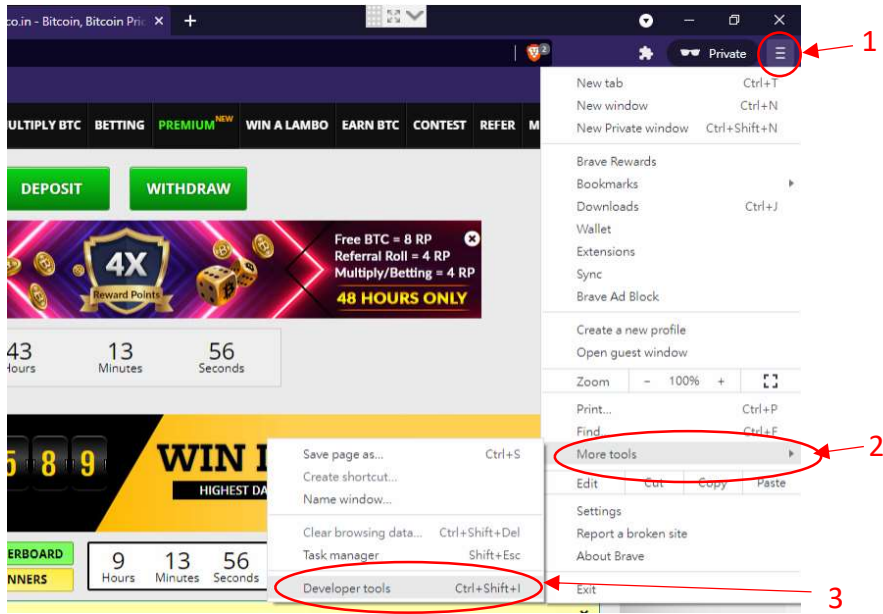 co.in - Bitcoin, Bitcoin Pric
2
Private
1
ULTIPLY BTC BETTING PREMIUM NEW WIN A LAMBO EARN BTC CONTEST REFER M
DEPOSIT WITHDRAW
4X
Reward Points
Free BTC = 8 RP
Referral Roll = 4 RP
Multiply/Betting = 4 RP
48 HOURS ONLY
43 13 56
Hours Minutes Seconds
5 8 9
WIN
HIGHEST DA
ERBOARD
NNERS
9 13 56
Hours Minutes Seconds
New tab Ctrl+T
New window Ctrl+N
New Private window Ctrl+Shift+N
Brave Rewards
Bookmarks
Downloads Ctrl+J
Wallet
Extensions
Sync
Brave Ad Block
Create a new profile
Open guest window
Zoom - 100% +
Print... Ctrl+P
Find... Ctrl+F
More tools
2
Edit Cut Copy Paste
Settings
Report a broken site
About Brave
Exit
Save page as... Ctrl+S
Create shortcut...
Name window...
Clear browsing data... Ctrl+Shift+Del
Task manager Shift+Esc
Developer tools Ctrl+Shift+I
3